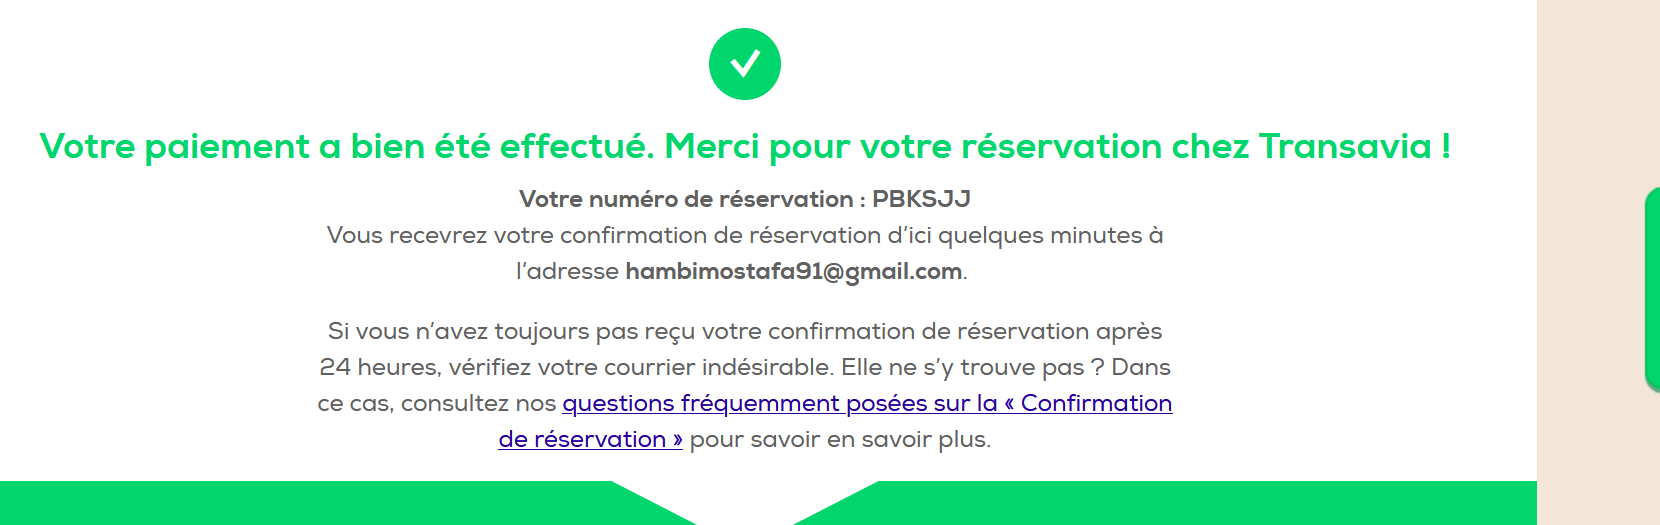 Votre paiement a bien été effectué. Merci pour votre réservation chez Transavia !
Votre numéro de réservation : PBKSJJ
Vous recevrez votre confirmation de réservation d'ici quelques minutes à
l'adresse hambimostafa91@gmail.com.
Si vous n'avez toujours pas reçu votre confirmation de réservation après
24 heures, vérifiez votre courrier indésirable. Elle ne s'y trouve pas ? Dans
ce cas, consultez nos questions fréquemment posées sur la « Confirmation
de réservation » pour savoir en savoir plus.